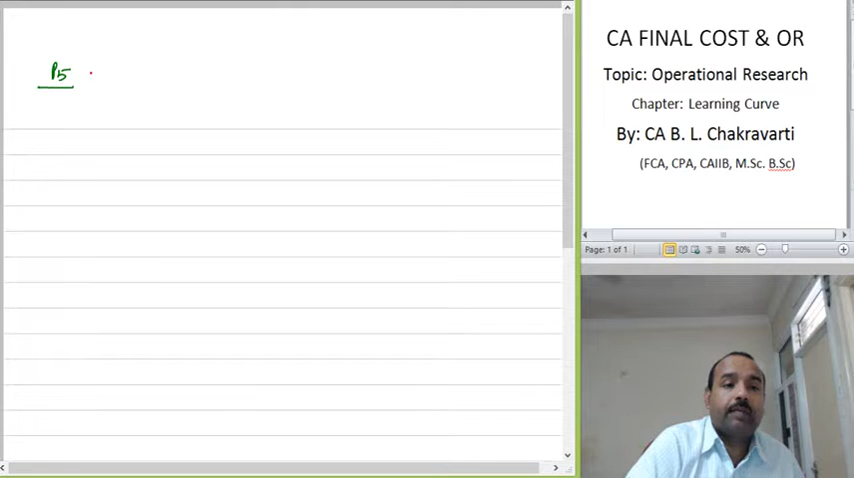 P15
CA FINAL COST & OR
Topic: Operational Research
Chapter: Learning Curve
By: CA B. L. Chakravarti
(FCA, CPA, CAIIB, M.Sc. B.Sc)
Page: 1 of 1
50%